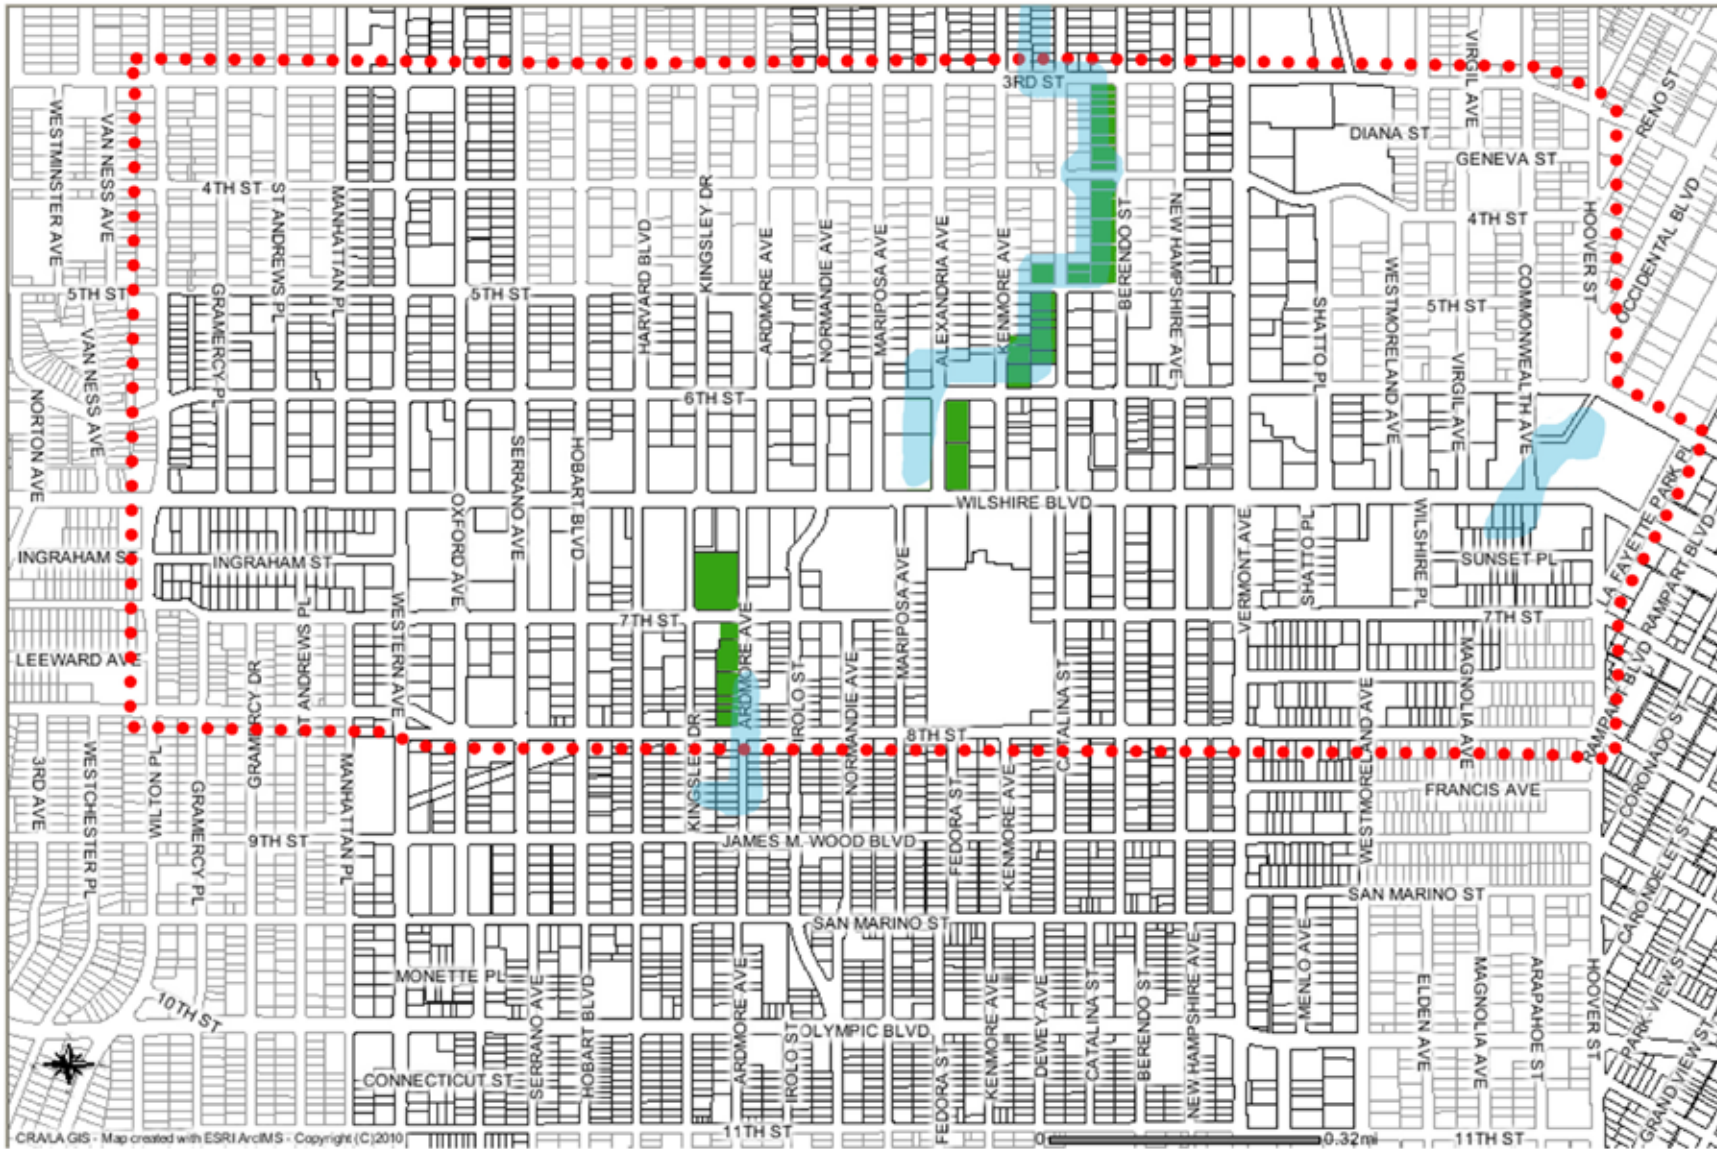 3RD ST
VIRGIL AVE
RENO ST
WESTMINSTER AVE
VAN NESS AVE
DIANA ST
GENEVA ST
4TH ST
ST ANDREWS PL
MANHATTAN PL
HARVARD BLVD
KINGSLEY DR
ARDMORE AVE
NORMANDIE AVE
MARIPOSA AVE
ALEXANDRIA AVE
KENMORE AVE
BERENDO ST
NEW HAMPSHIRE AVE
4TH ST
HOOVER ST
OCCIDENTAL BLVD
5TH ST
GRAMERCY PL
5TH ST
SHATTO PL
WESTMORELAND AVE
5TH ST
COMMONWEALTH AVE
VAN NESS AVE
VIRGIL AVE
NORTON AVE
6TH ST
OXFORD AVE
SERRANO AVE
HOBART BLVD
WILSHIRE BLVD
VERMONT AVE
SHATTO PL
WILSHIRE PL
LA FAYETTE PARK PL
RAMPART BLVD
INGRAHAM ST
INGRAHAM ST
SUNSET PL
MARIPOSA AVE
7TH ST
7TH ST
LEEWARD AVE
GRAMERCY DR
ST ANDREWS PL
WESTERN AVE
ARDMORE AVE
IROLO ST
NORMANDIE AVE
CATALINA ST
WESTMORELAND AVE
MAGNOLIA AVE
RAMPART BLVD
8TH ST
3RD AVE
WESTCHESTER PL
WILTON PL
GRAMERCY PL
MANHATTAN PL
KINGSLEY DR
FEDORA ST
KENMORE AVE
FRANCIS AVE
CORONADO ST
9TH ST
JAMES M. WOOD BLVD
CARONDELET ST
SAN MARINO ST
SAN MARINO ST
MONETTE PL
SERRANO AVE
HOBART BLVD
ARDMORE AVE
KENMORE AVE
DEWEY AVE
CATALINA ST
BERENDO ST
NEW HAMPSHIRE AVE
MENLO AVE
ELDEN AVE
MAGNOLIA AVE
ARAPAHOE ST
HOOVER ST
PARK VIEW ST
GRAND VIEW ST
10TH ST
OLYMPIC BLVD
IROLO ST
FEDORA S
CONNECTICUT ST
11TH ST
11TH ST
CRA/LA GIS - Map created with ESRI ArcIMS - Copyright (C)2010
0 0.32mi